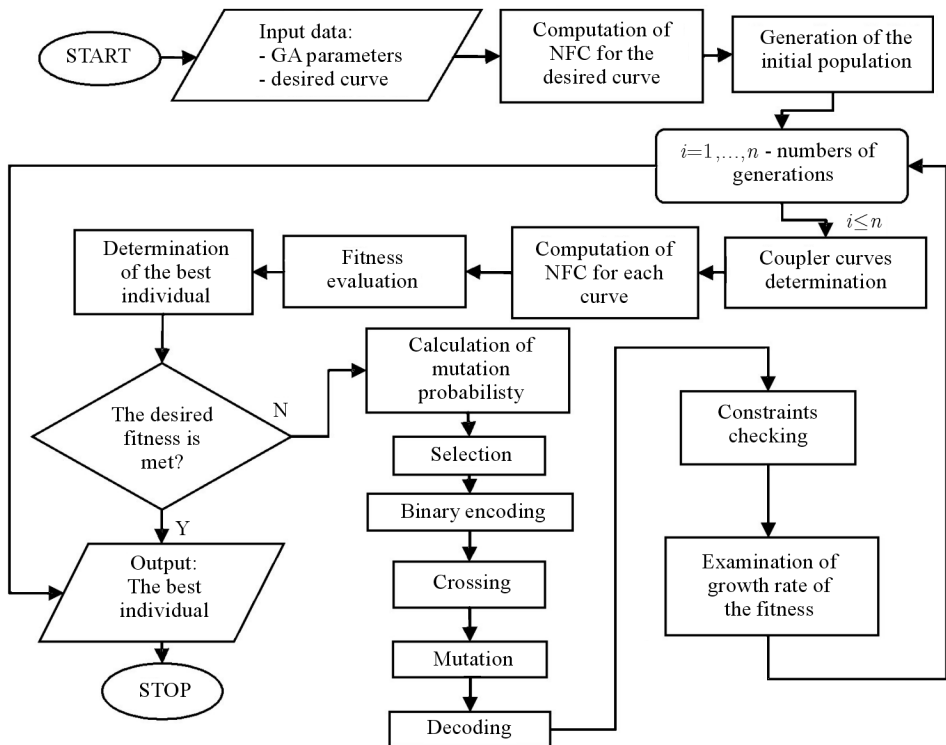 START
Input data:
- GA parameters
- desired curve
Computation of
NFC for the
desired curve
Generation of the
initial population
i=1,...,n - numbers of
generations
i≤n
Coupler curves
determination
Computation of
NFC for each
curve
Fitness
evaluation
Determination
of the best
individual
The desired
fitness is
met?
N
Y
Calculation of
mutation
probabilisty
Selection
Binary encoding
Crossing
Mutation
Decoding
Constraints
checking
Examination of
growth rate of
the fitness
Output:
The best
individual
STOP